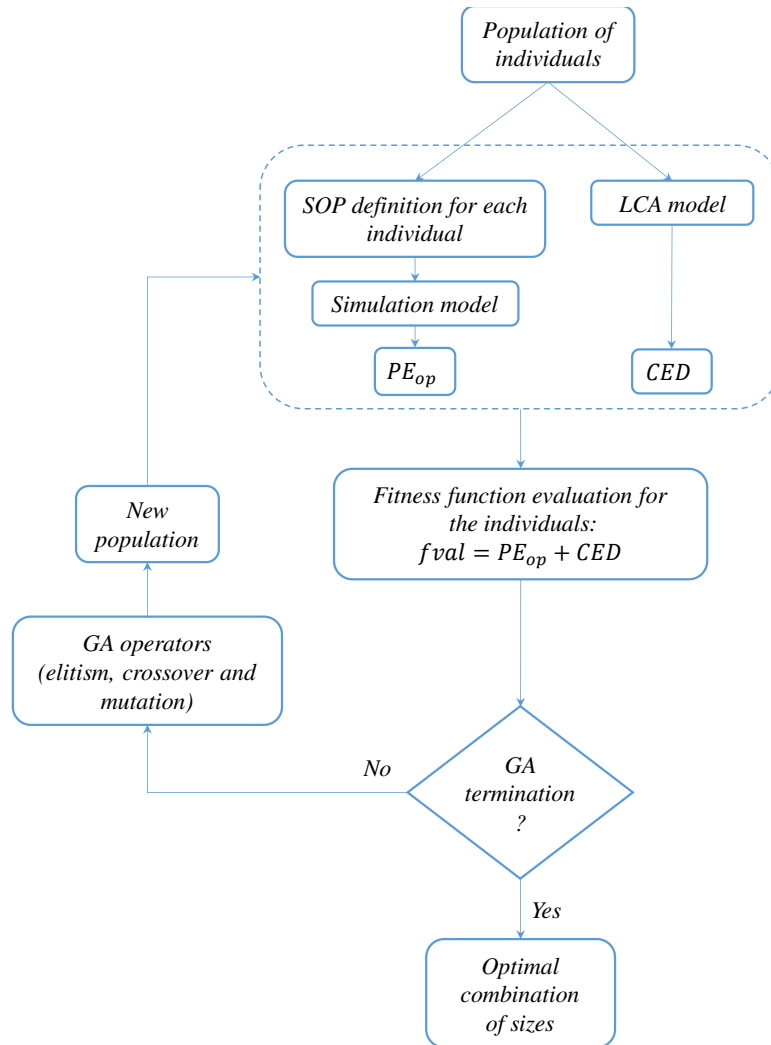 Population of
individuals
SOP definition for each
individual
LCA model
Simulation model
PE_op
CED
Fitness function evaluation for
the individuals:
fval = PE_op + CED
New
population
GA operators
(elitism, crossover and
mutation)
No
GA
termination
?
Yes
Optimal
combination
of sizes